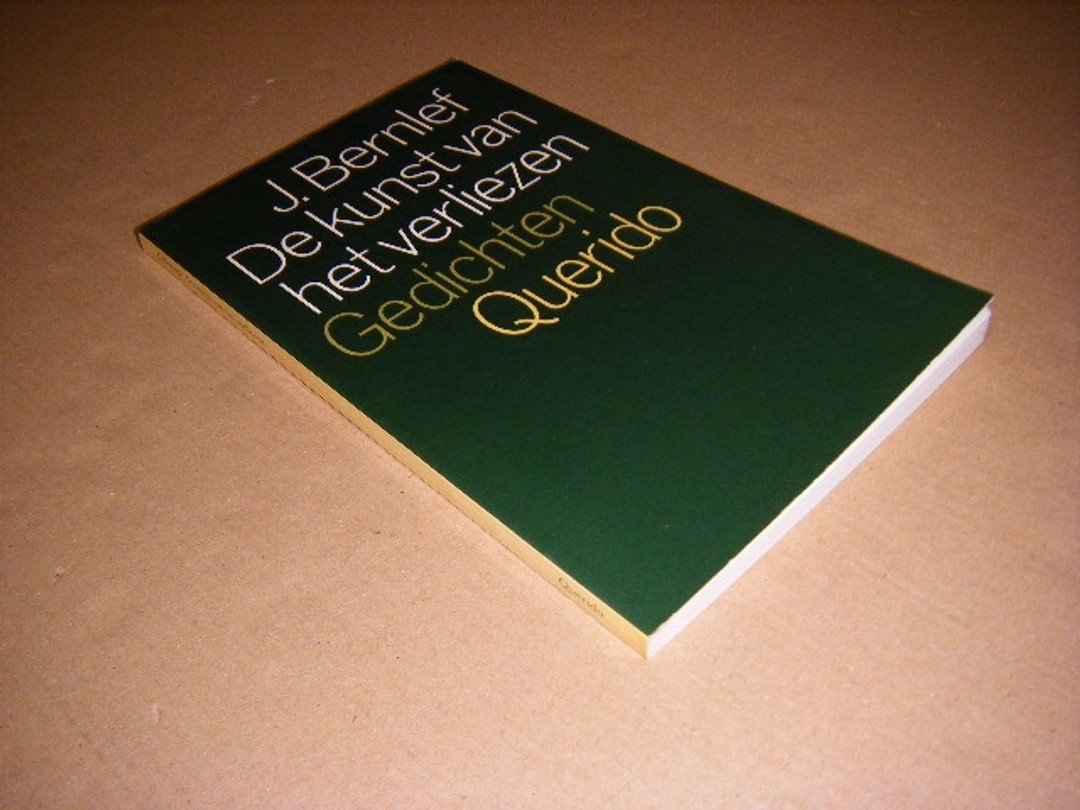 J. Bernlef
De kunst van
het verliezen
Gedichten
Querido
Querido